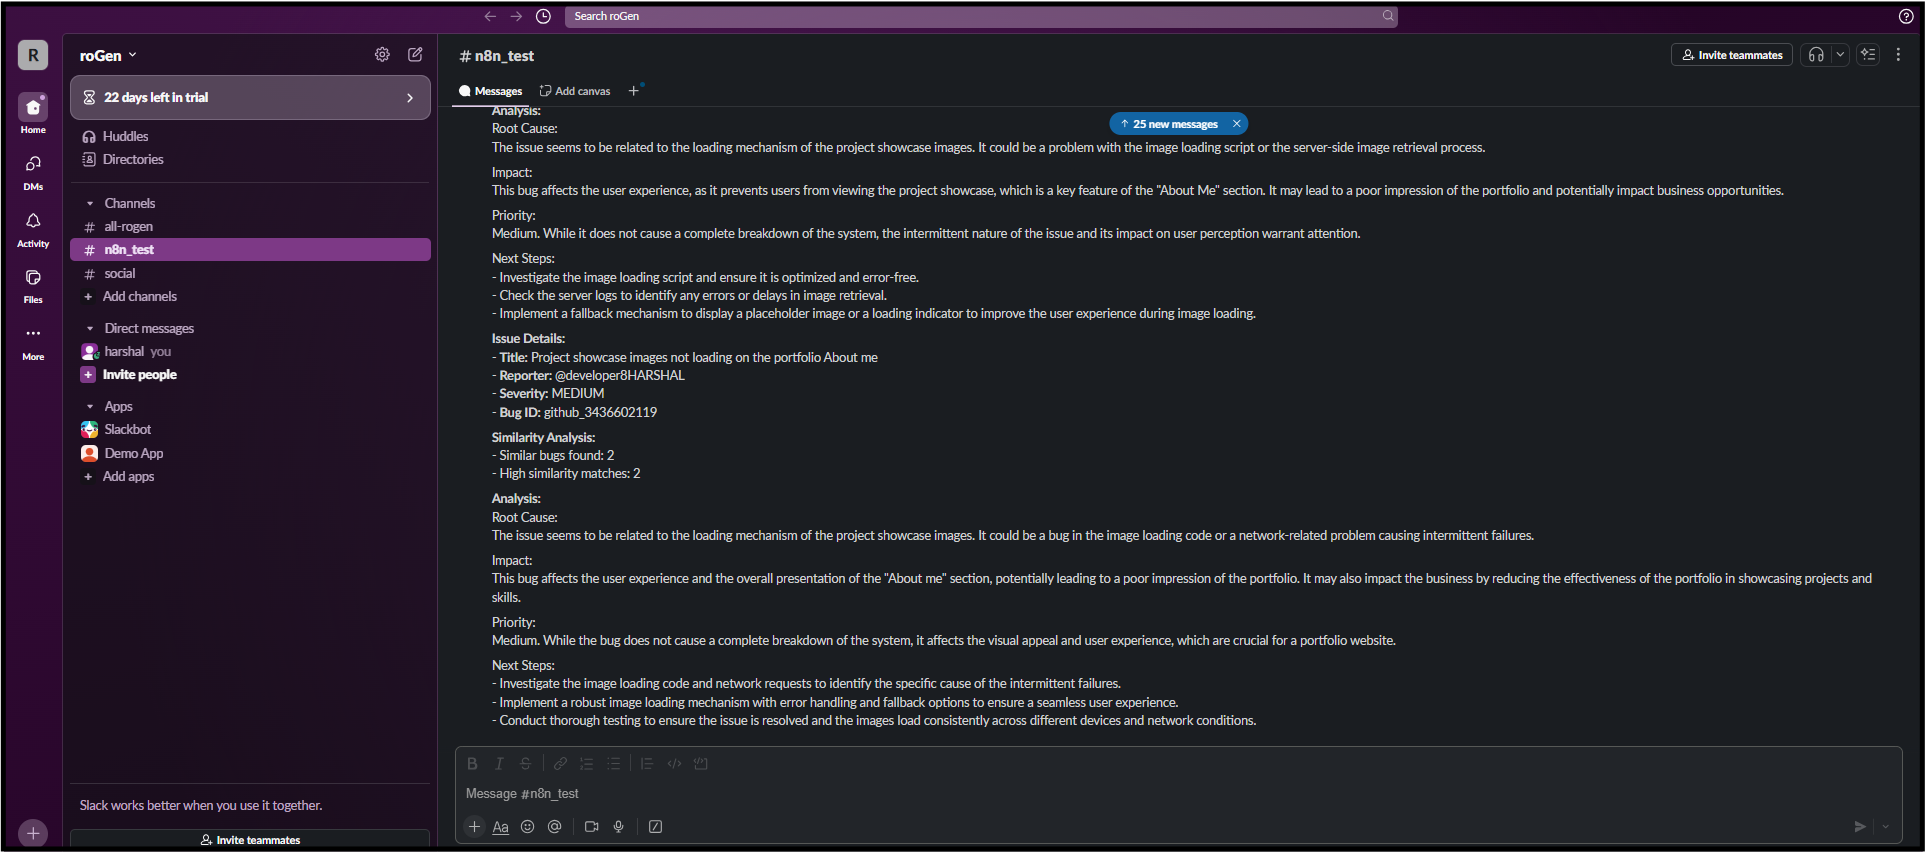 Search roGen
R
roGen
22 days left in trial
Home
Huddles
Directories
DMs
Activity
Files
More
Channels
# all-rogen
# n8n_test
# social
+ Add channels
Direct messages
harshal you
+ Invite people
Apps
Slackbot
Demo App
+ Add apps
Slack works better when you use it together.
Invite teammates
# n8n_test
Invite teammates
Messages
Add canvas
+
↑ 25 new messages ×
Analysis:
Root Cause:
The issue seems to be related to the loading mechanism of the project showcase images. It could be a problem with the image loading script or the server-side image retrieval process.
Impact:
This bug affects the user experience, as it prevents users from viewing the project showcase, which is a key feature of the "About Me" section. It may lead to a poor impression of the portfolio and potentially impact business opportunities.
Priority:
Medium. While it does not cause a complete breakdown of the system, the intermittent nature of the issue and its impact on user perception warrant attention.
Next Steps:
- Investigate the image loading script and ensure it is optimized and error-free.
- Check the server logs to identify any errors or delays in image retrieval.
- Implement a fallback mechanism to display a placeholder image or a loading indicator to improve the user experience during image loading.
Issue Details:
- Title: Project showcase images not loading on the portfolio About me
- Reporter: @developer8HARSHAL
- Severity: MEDIUM
- Bug ID: github_3436602119
Similarity Analysis:
- Similar bugs found: 2
- High similarity matches: 2
Analysis:
Root Cause:
The issue seems to be related to the loading mechanism of the project showcase images. It could be a bug in the image loading code or a network-related problem causing intermittent failures.
Impact:
This bug affects the user experience and the overall presentation of the "About me" section, potentially leading to a poor impression of the portfolio. It may also impact the business by reducing the effectiveness of the portfolio in showcasing projects and
skills.
Priority:
Medium. While the bug does not cause a complete breakdown of the system, it affects the visual appeal and user experience, which are crucial for a portfolio website.
Next Steps:
- Investigate the image loading code and network requests to identify the specific cause of the intermittent failures.
- Implement a robust image loading mechanism with error handling and fallback options to ensure a seamless user experience.
- Conduct thorough testing to ensure the issue is resolved and the images load consistently across different devices and network conditions.
B I S
Message #n8n_test
+ Aa @